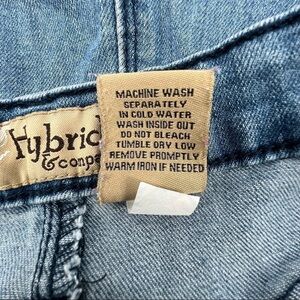 Hybrid
& compa
MACHINE WASH
SEPARATELY
IN COLD WATER
WASH INSIDE OUT
DO NOT BLEACH
TUMBLE DRY LOW
REMOVE PROMPTLY
WARM IRON IF NEEDED